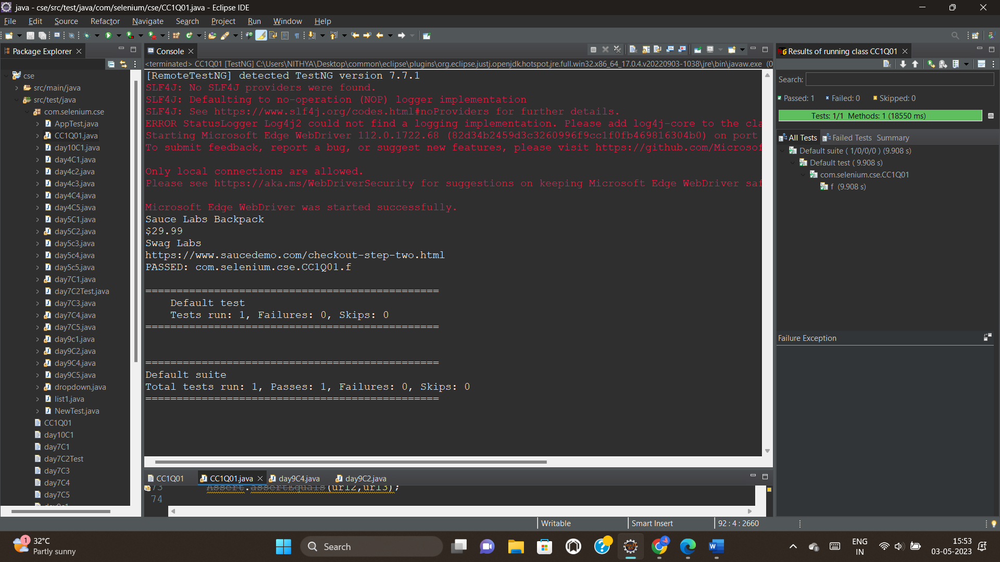 java - cse/src/test/java/com/selenium/cse/CC1Q01.java - Eclipse IDE
File Edit Source Refactor Navigate Search Project Run Window Help
Package Explorer
cse
src/main/java
src/test/java
com.selenium.cse
AppTest.java
CC1Q01.java
day10C1.java
day4C1.java
day4c2.java
day4c3.java
day4C4.java
day4C5.java
day5C1.java
day5C2.java
day5c3.java
day5c4.java
day5c5.java
day7C1.java
day7C2Test.java
day7C3.java
day7C4.java
day7C5.java
day9c1.java
day9C2.java
day9C4.java
day9C5.java
dropdown.java
list1.java
NewTest.java
CC1Q01
day10C1
day7C1
day7C2Test
day7C3
day7C4
day7C5
Console
<terminated> CC1Q01 [TestNG] C:\Users\NITHYA\Desktop\common\eclipse\plugins\org.eclipse.justj.openjdk.hotspot.jre.full.win32.x86_64_17.0.4.v20220903-1038\jre\bin\javaw.exe (0
[RemoteTestNG] detected TestNG version 7.7.1
SLF4J: No SLF4J providers were found.
SLF4J: Defaulting to no-operation (NOP) logger implementation
SLF4J: See https://www.slf4j.org/codes.html#noProviders for further details.
ERROR StatusLogger Log4j2 could not find a logging implementation. Please add log4j-core to the cla
Starting Microsoft Edge WebDriver 112.0.1722.68 (82d34b2459d3c3260996f9cc1f0fb469816304b0) on port
To submit feedback, report a bug, or suggest new features, please visit https://github.com/Microsof
Only local connections are allowed.
Please see https://aka.ms/WebDriverSecurity for suggestions on keeping Microsoft Edge WebDriver saf
Microsoft Edge WebDriver was started successfully.
Sauce Labs Backpack
$29.99
Swag Labs
https://www.saucedemo.com/checkout-step-two.html
PASSED: com.selenium.cse.CC1Q01.f
===============================================
Default test
Tests run: 1, Failures: 0, Skips: 0
===============================================
===============================================
Default suite
Total tests run: 1, Passes: 1, Failures: 0, Skips: 0
===============================================
CC1Q01 CC1Q01.java day9C4.java day9C2.java
73 Assert.assertEquals(url2,url3);
74
Results of running class CC1Q01
Search:
Passed: 1 Failed: 0 Skipped: 0
Tests: 1/1 Methods: 1 (18550 ms)
All Tests Failed Tests Summary
Default suite ( 1/0/0/0 ) (9.908 s)
Default test ( 9.908 s)
com.selenium.cse.CC1Q01
f (9.908 s)
Failure Exception
Writable Smart Insert 92 : 4 : 2660
1
32°C
Partly sunny
Search
ENG
IN
15:53
03-05-2023